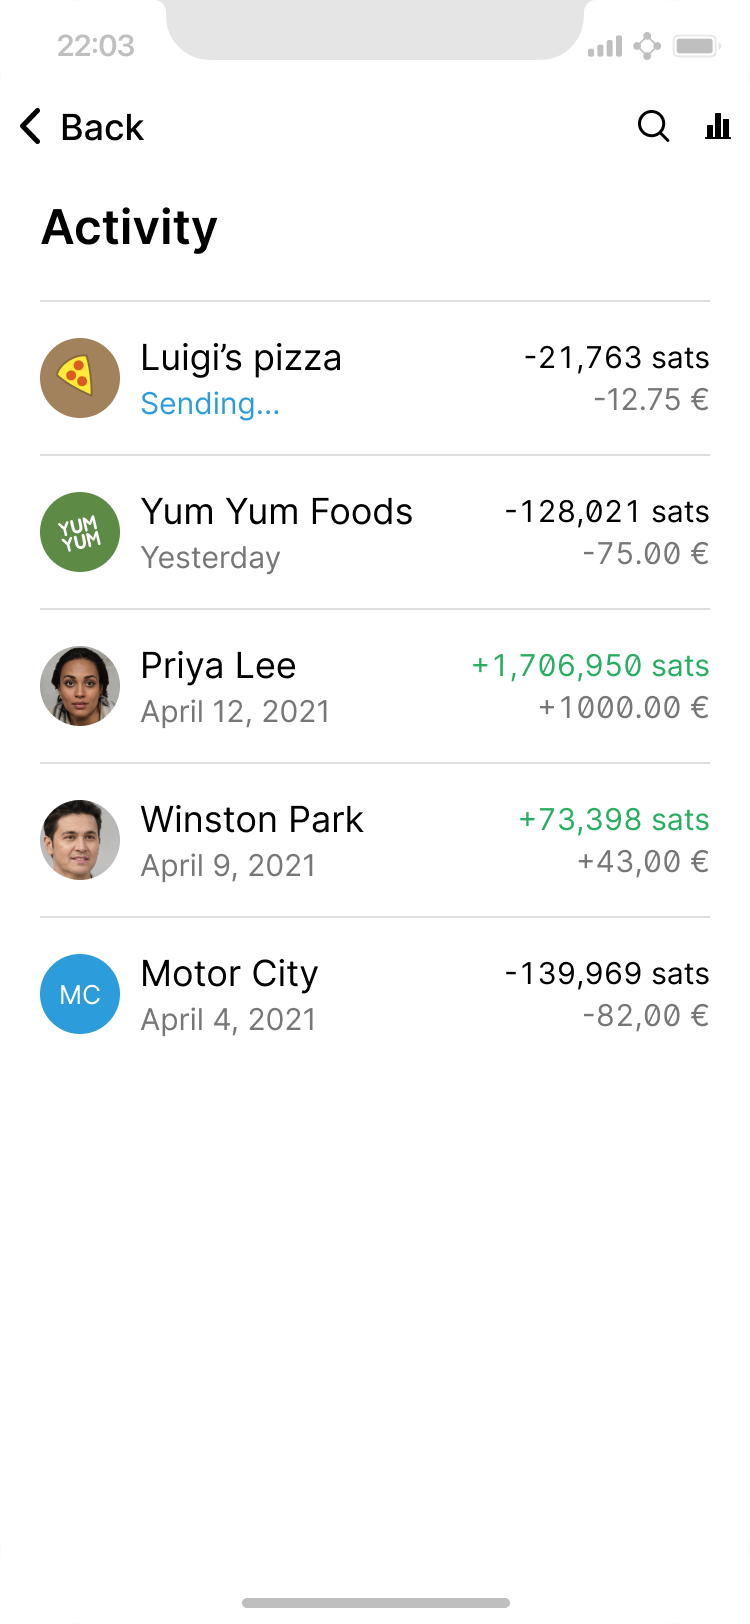 22:03
Back
Activity
Luigi’s pizza
-21,763 sats
Sending...
-12.75 €
YUM
YUM
Yum Yum Foods
-128,021 sats
Yesterday
-75.00 €
Priya Lee
+1,706,950 sats
April 12, 2021
+1000.00 €
Winston Park
+73,398 sats
April 9, 2021
+43,00 €
MC
Motor City
-139,969 sats
April 4, 2021
-82,00 €